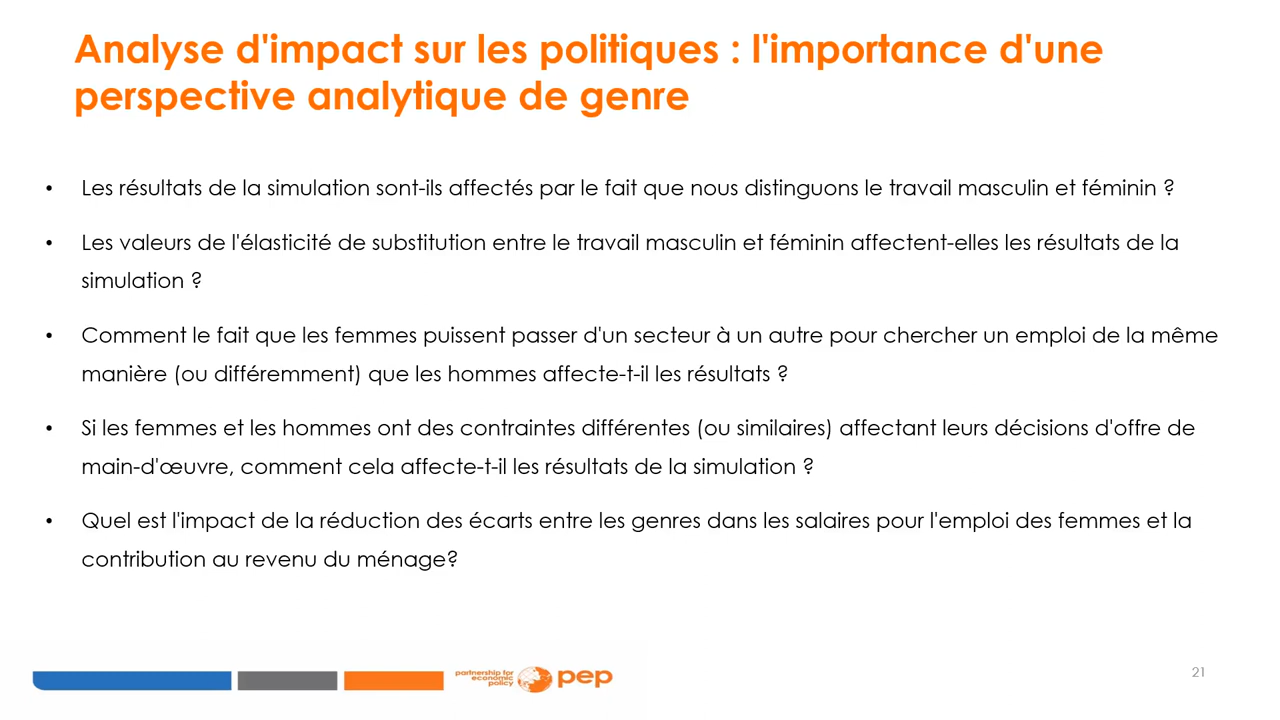 Analyse d'impact sur les politiques : l'importance d'une
perspective analytique de genre
• Les résultats de la simulation sont-ils affectés par le fait que nous distinguons le travail masculin et féminin ?
• Les valeurs de l'élasticité de substitution entre le travail masculin et féminin affectent-elles les résultats de la
simulation ?
• Comment le fait que les femmes puissent passer d'un secteur à un autre pour chercher un emploi de la même
manière (ou différemment) que les hommes affecte-t-il les résultats ?
• Si les femmes et les hommes ont des contraintes différentes (ou similaires) affectant leurs décisions d'offre de
main-d'œuvre, comment cela affecte-t-il les résultats de la simulation ?
• Quel est l'impact de la réduction des écarts entre les genres dans les salaires pour l'emploi des femmes et la
contribution au revenu du ménage?
partnership for
economic
policy
pep
21